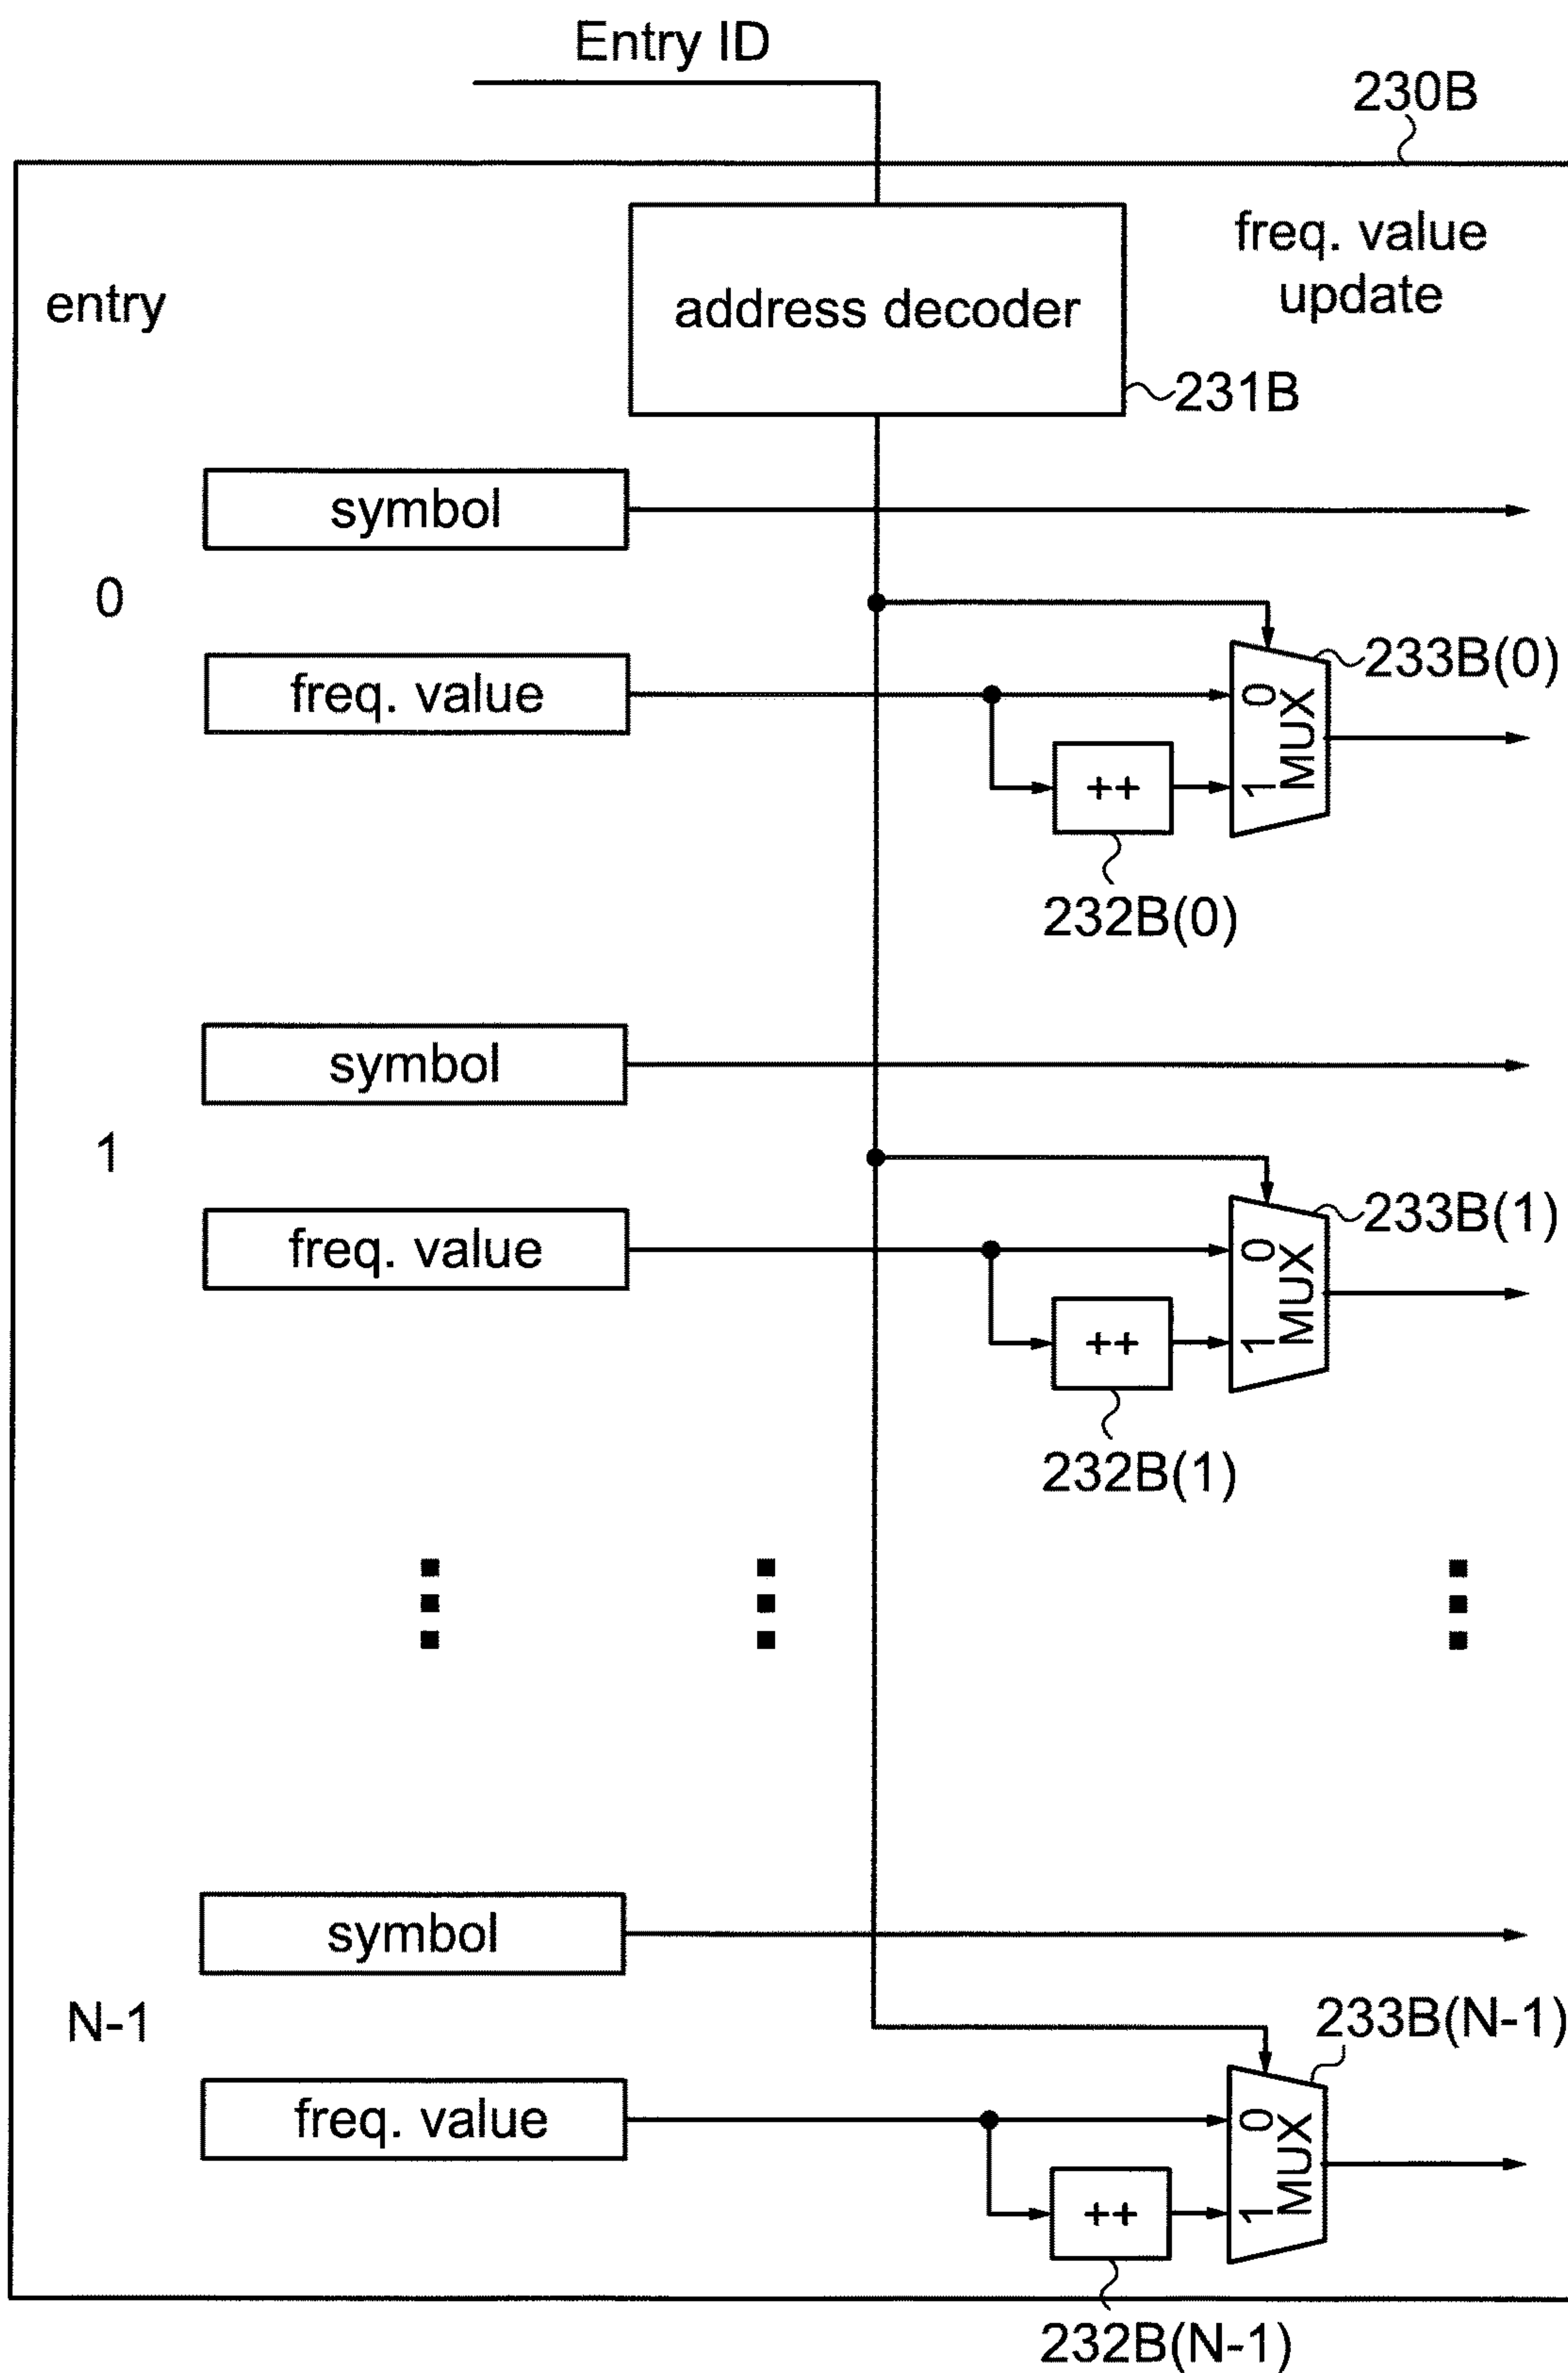 Entry ID
230B
freq. value
update
entry
address decoder
231B
symbol
0
233B(0)
freq. value
0
MUX
1
++
232B(0)
symbol
1
233B(1)
freq. value
0
MUX
1
++
232B(1)
symbol
N-1
233B(N-1)
freq. value
0
MUX
1
++
232B(N-1)